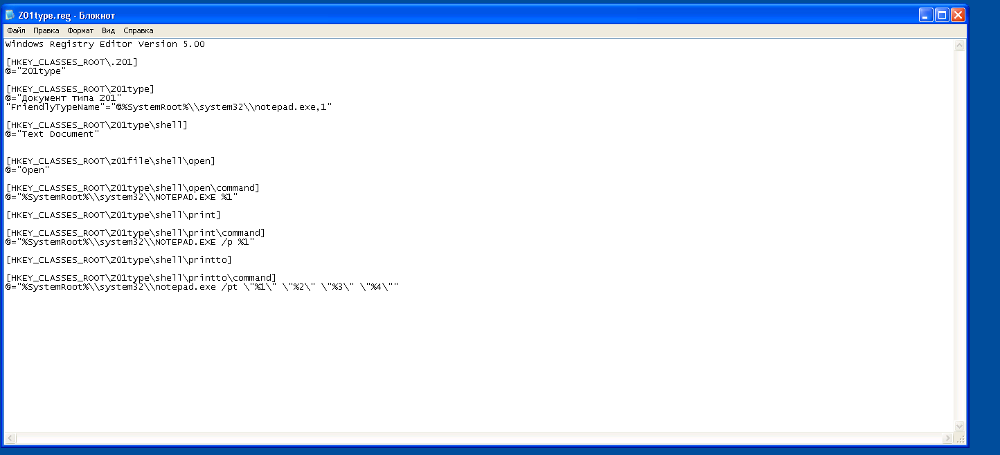 Z01type.reg - Блокнот
Файл Правка Формат Вид Справка
Windows Registry Editor Version 5.00
[HKEY_CLASSES_ROOT\.Z01]
@="Z01type"
[HKEY_CLASSES_ROOT\Z01type]
@="Документ типа Z01"
"FriendlyTypeName"="@%SystemRoot%\\system32\\notepad.exe,1"
[HKEY_CLASSES_ROOT\Z01type\shell]
@="Text Document"
[HKEY_CLASSES_ROOT\z01file\shell\open]
@="Open"
[HKEY_CLASSES_ROOT\Z01type\shell\open\command]
@="%SystemRoot%\\system32\\NOTEPAD.EXE %1"
[HKEY_CLASSES_ROOT\Z01type\shell\print]
[HKEY_CLASSES_ROOT\Z01type\shell\print\command]
@="%SystemRoot%\\system32\\NOTEPAD.EXE /p %1"
[HKEY_CLASSES_ROOT\Z01type\shell\printto]
[HKEY_CLASSES_ROOT\Z01type\shell\printto\command]
@="%SystemRoot%\\system32\\notepad.exe /pt \"%1\" \"%2\" \"%3\" \"%4\""